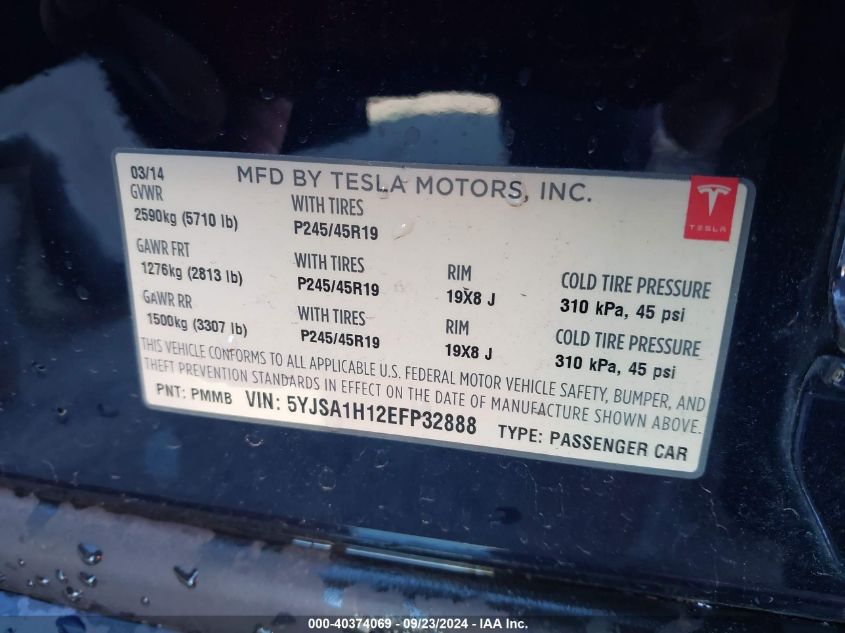 03/14
MFD BY TESLA MOTORS, INC.
GVWR
2590kg (5710 lb)
WITH TIRES
P245/45R19
TESLA
GAWR FRT
1276kg (2813 lb)
WITH TIRES
P245/45R19
RIM
19X8 J
COLD TIRE PRESSURE
310 kPa, 45 psi
GAWR RR
1500kg (3307 lb)
WITH TIRES
P245/45R19
RIM
19X8 J
COLD TIRE PRESSURE
310 kPa, 45 psi
THIS VEHICLE CONFORMS TO ALL APPLICABLE U.S. FEDERAL MOTOR VEHICLE SAFETY, BUMPER, AND
THEFT PREVENTION STANDARDS IN EFFECT ON THE DATE OF MANUFACTURE SHOWN ABOVE.
PNT: PMMB VIN: 5YJSA1H12EFP32888 TYPE: PASSENGER CAR
000-40374069 - 09/23/2024 - IAA Inc.